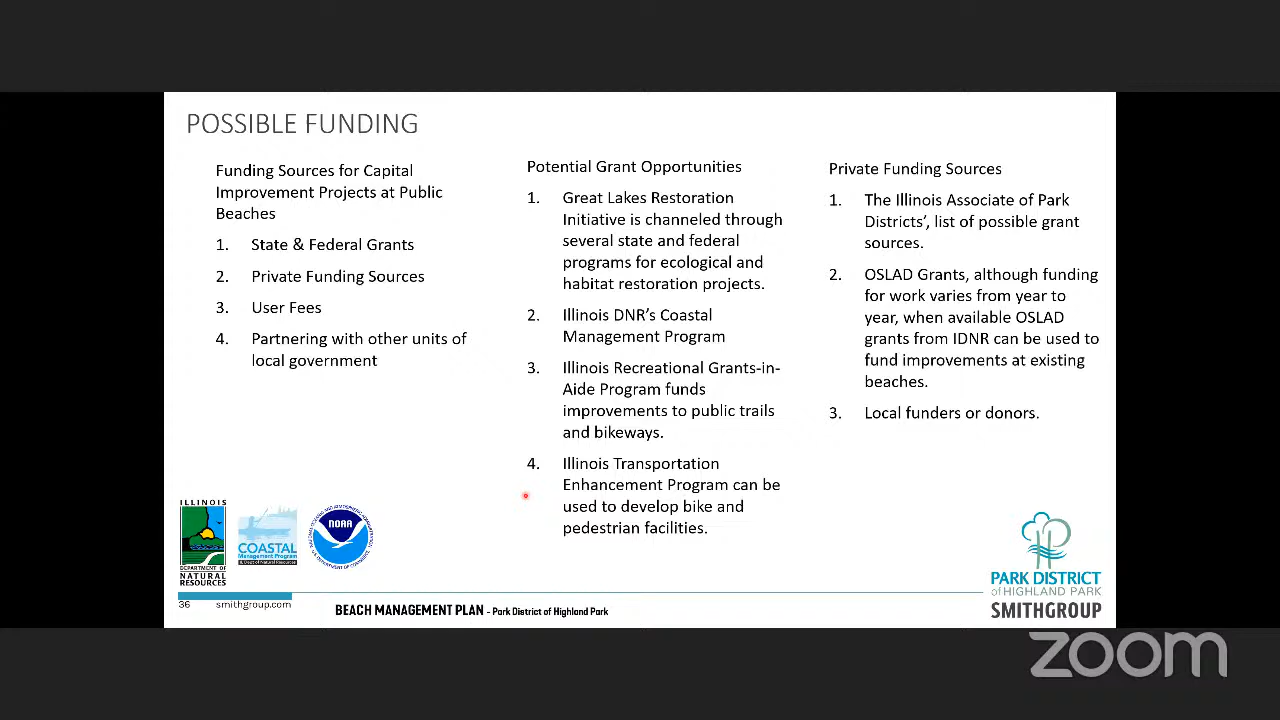 POSSIBLE FUNDING
Funding Sources for Capital
Improvement Projects at Public
Beaches
1. State & Federal Grants
2. Private Funding Sources
3. User Fees
4. Partnering with other units of
local government
Potential Grant Opportunities
1. Great Lakes Restoration
Initiative is channeled through
several state and federal
programs for ecological and
habitat restoration projects.
2. Illinois DNR’s Coastal
Management Program
3. Illinois Recreational Grants-in-
Aide Program funds
improvements to public trails
and bikeways.
4. Illinois Transportation
Enhancement Program can be
used to develop bike and
pedestrian facilities.
Private Funding Sources
1. The Illinois Associate of Park
Districts’, list of possible grant
sources.
2. OSLAD Grants, although funding
for work varies from year to
year, when available OSLAD
grants from IDNR can be used to
fund improvements at existing
beaches.
3. Local funders or donors.
ILLINOIS
DEPARTMENT OF
NATURAL
RESOURCES
COASTAL
Management Program
IL Dept of Natural Resources
NOAA
PARK DISTRICT
of HIGHLAND PARK
SMITHGROUP
36 smithgroup.com
BEACH MANAGEMENT PLAN - Park District of Highland Park
zoom